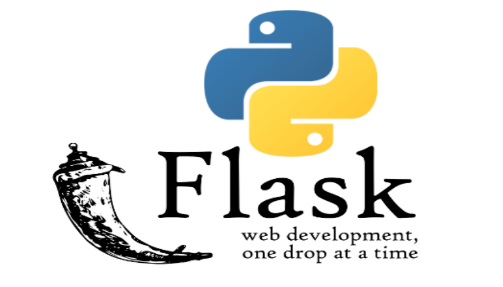 Flask
web development,
one drop at a time